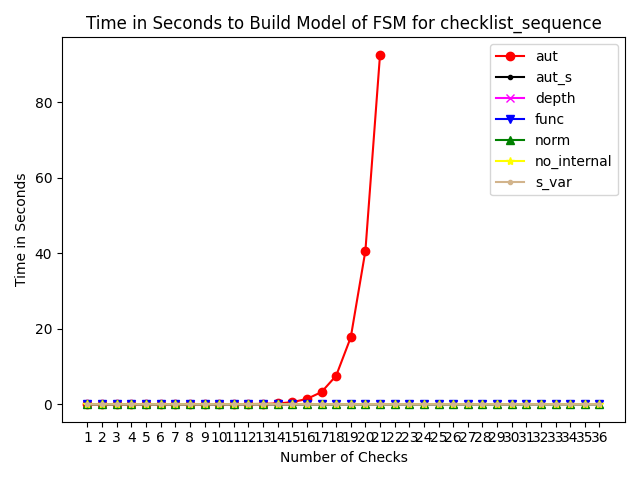 Time in Seconds to Build Model of FSM for checklist_sequence
aut
aut_s
depth
func
norm
no_internal
s_var
Time in Seconds
80
60
40
20
0
1 2 3 4 5 6 7 8 9 10 11 12 13 14 15 16 17 18 19 20 21 22 23 24 25 26 27 28 29 30 31 32 33 34 35 36
Number of Checks